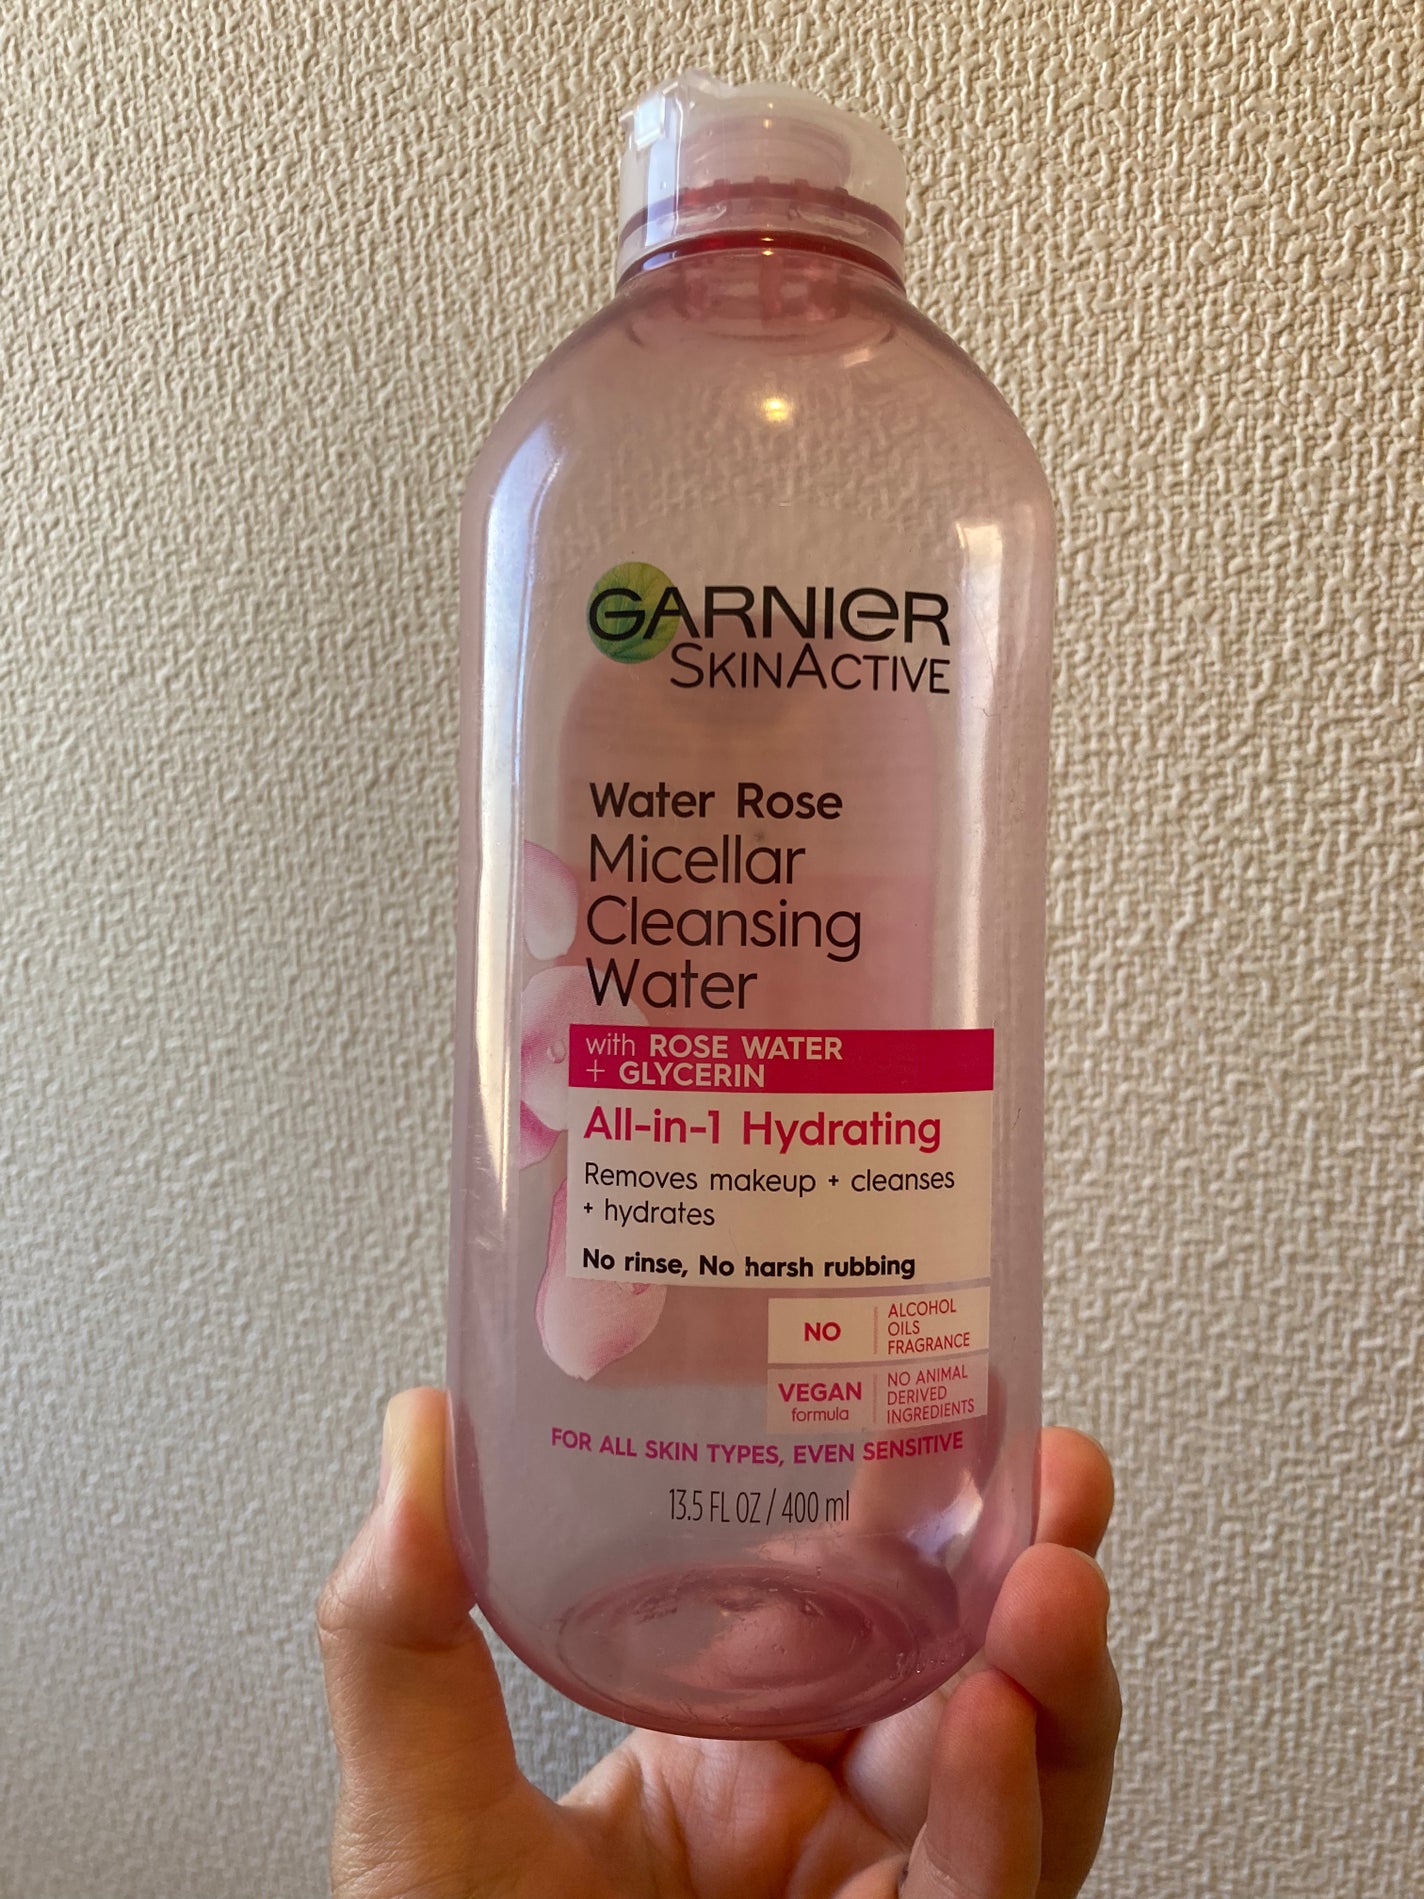 GARNIER
SKINACTIVE
Water Rose
Micellar
Cleansing
Water
with ROSE WATER
+ GLYCERIN
All-in-1 Hydrating
Removes makeup + cleanses
+ hydrates
No rinse, No harsh rubbing
NO
ALCOHOL
OILS
FRAGRANCE
VEGAN
formula
NO ANIMAL
DERIVED
INGREDIENTS
FOR ALL SKIN TYPES, EVEN SENSITIVE
13.5 FL OZ / 400 ml